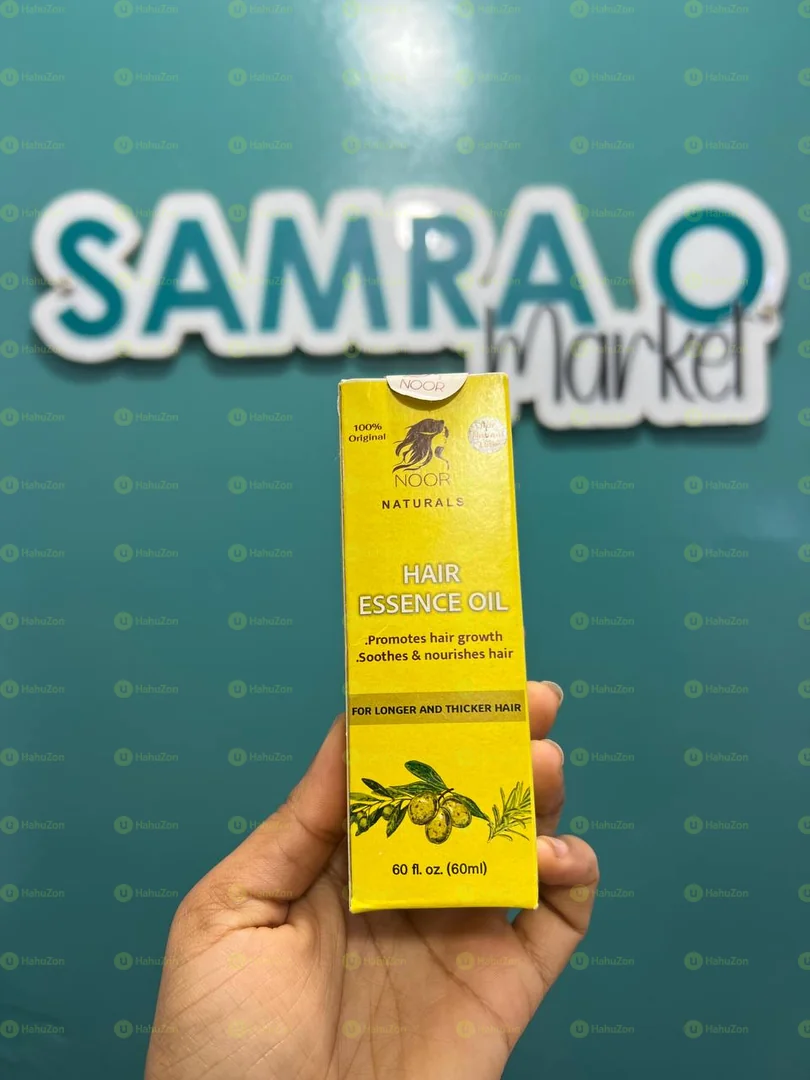 SAMRA O
Market
NOOR
100%
Original
NOOR
NATURALS
HAIR
ESSENCE OIL
.Promotes hair growth
.Soothes & nourishes hair
FOR LONGER AND THICKER HAIR
60 fl. oz. (60ml)
HahuZon